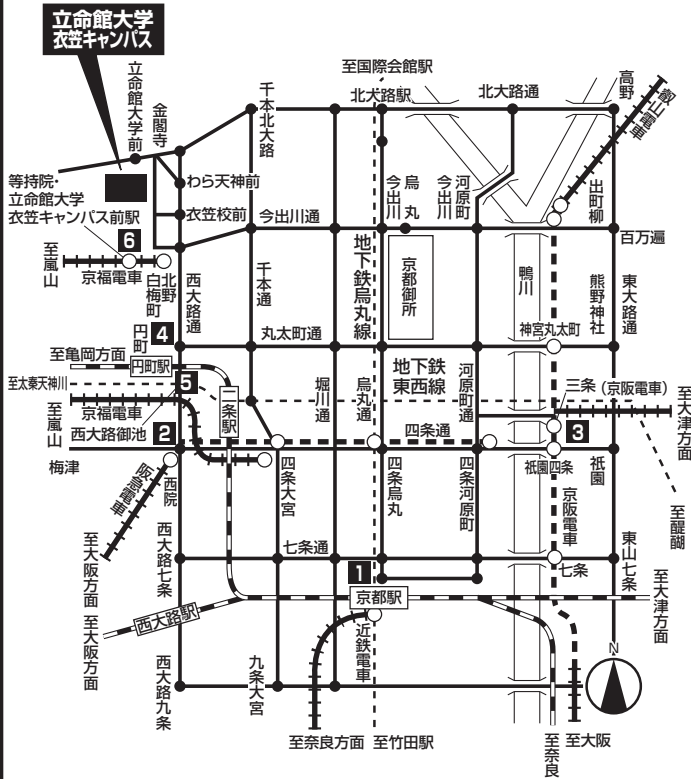 立命館大学
衣笠キャンパス
至国際会館駅
北大路駅
北大路通
高野
叡山電車
千本北大路
立命館大学前
金閣寺
わら天神前
等持院・
立命館大学
衣笠キャンパス前駅
衣笠校前
今出川通
烏丸今出川
河原町今出川
出町柳
百万遍
6
至嵐山
京福電車
北野白梅町
西大路通
千本通
地下鉄烏丸線
京都御所
鴨川
熊野神社
東大路通
神宮丸太町
円町
4
丸太町通
至亀岡方面
円町駅
地下鉄
東西線
至太秦天神川
5
二条駅
堀川通
烏丸通
河原町通
三条(京阪電車)
至大津方面
京福電車
至嵐山
西大路御池
2
四条通
3
梅津
西院
阪急電車
四条大宮
四条烏丸
四条河原町
祇園四条
祇園
京阪電車
至醍醐
至大阪方面
西大路七条
七条通
七条
東山七条
1
京都駅
至大津方面
西大路駅
至大阪方面
近鉄電車
西大路九条
九条大宮
N
至奈良方面
至竹田駅
至奈良
至大阪